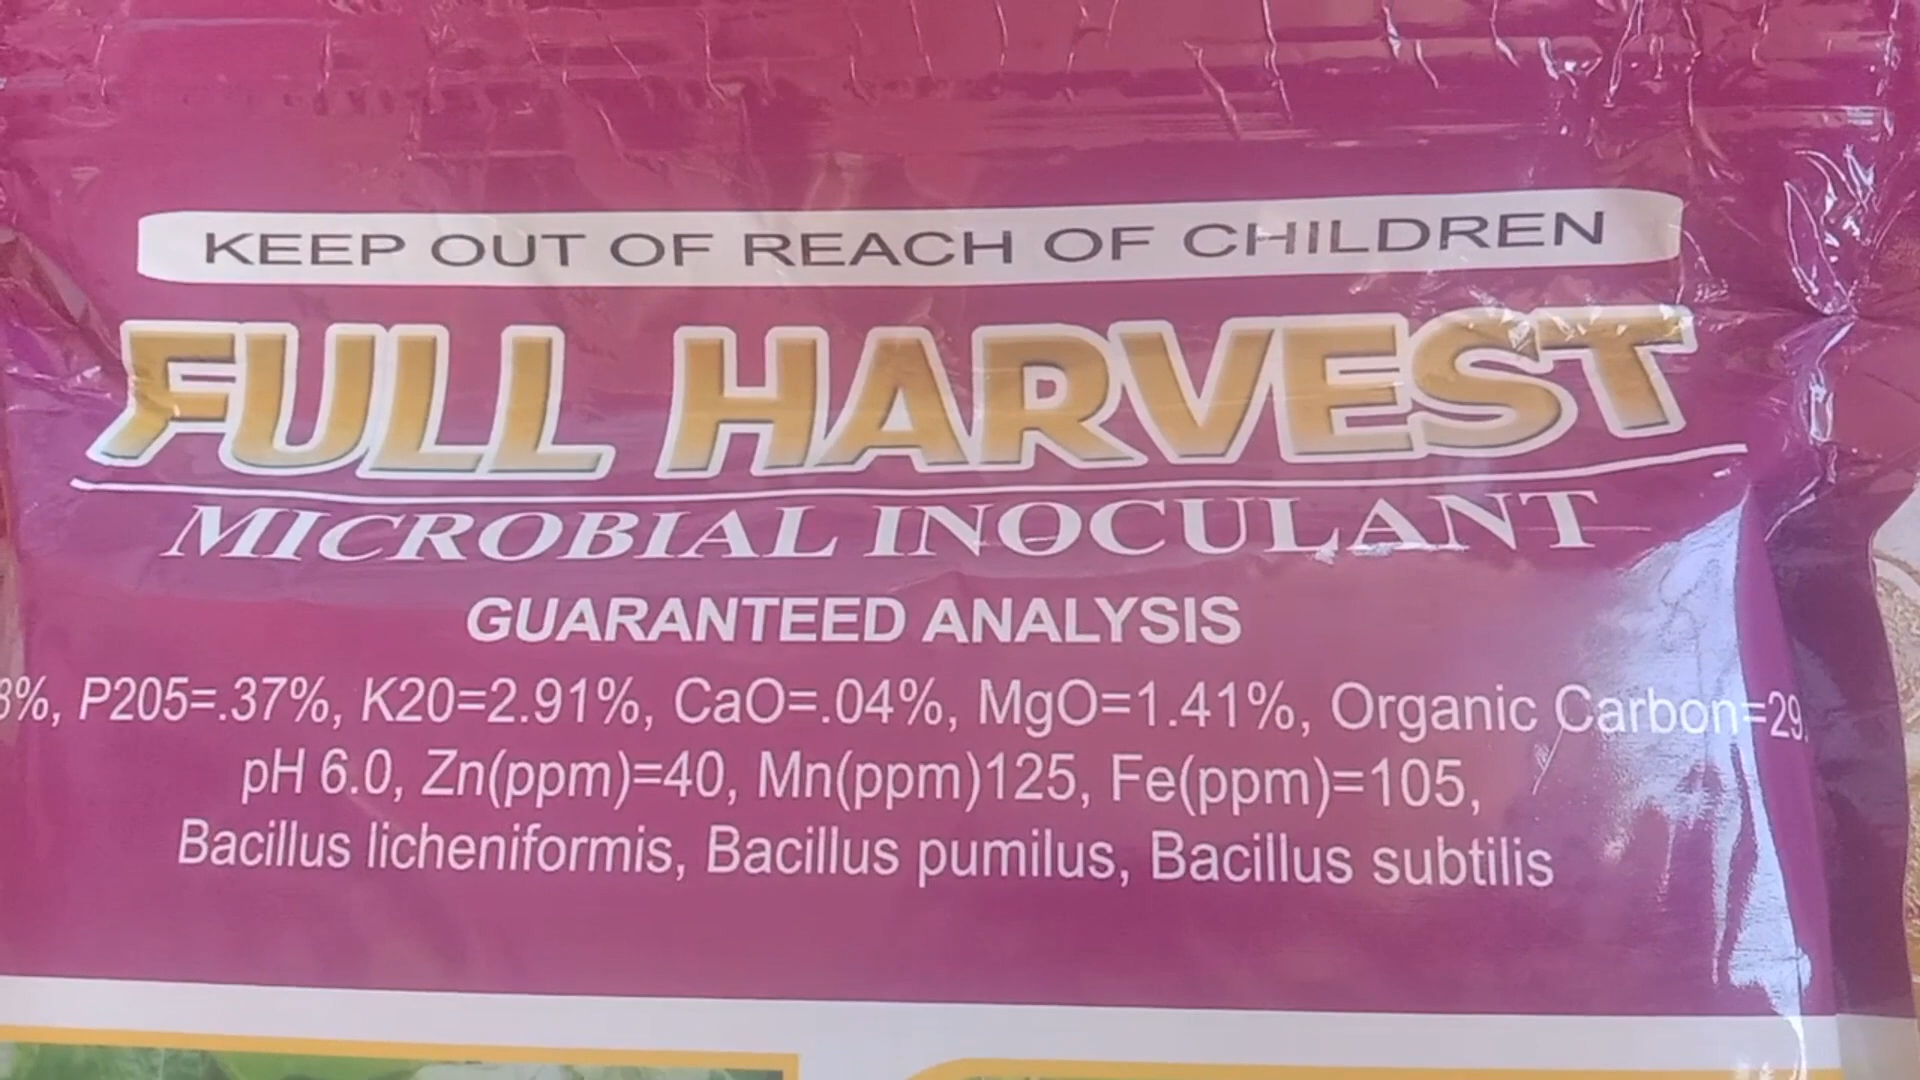 KEEP OUT OF REACH OF CHILDREN
FULL HARVEST
MICROBIAL INOCULANT
GUARANTEED ANALYSIS
%, P205=.37%, K20=2.91%, CaO=.04%, MgO=1.41%, Organic Carbon=29.
pH 6.0, Zn(ppm)=40, Mn(ppm)125, Fe(ppm)=105,
Bacillus licheniformis, Bacillus pumilus, Bacillus subtilis